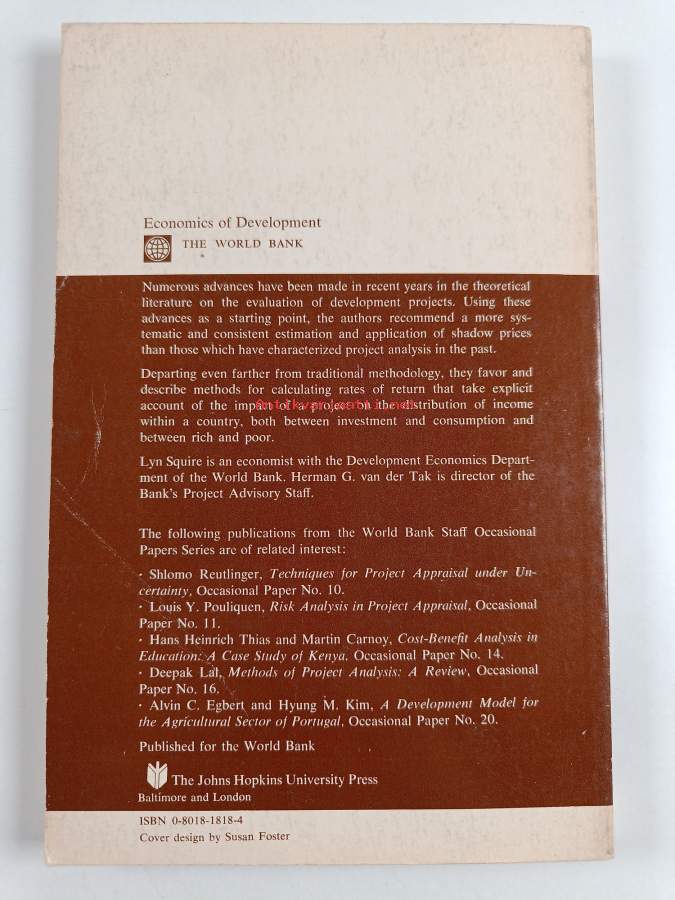 Economics of Development
THE WORLD BANK
Numerous advances have been made in recent years in the theoretical
literature on the evaluation of development projects. Using these
advances as a starting point, the authors recommend a more sys-
tematic and consistent estimation and application of shadow prices
than those which have characterized project analysis in the past.
Departing even farther from traditional methodology, they favor and
describe methods for calculating rates of return that take explicit
account of the impact of a project on the distribution of income
antikvariaatti.net
within a country, both between investment and consumption and
between rich and poor.
Lyn Squire is an economist with the Development Economics Depart-
ment of the World Bank. Herman G. van der Tak is director of the
Bank's Project Advisory Staff.
The following publications from the World Bank Staff Occasional
Papers Series are of related interest:
· Shlomo Reutlinger, Techniques for Project Appraisal under Un-
certainty, Occasional Paper No. 10.
· Louis Y. Pouliquen, Risk Analysis in Project Appraisal, Occasional
Paper No. 11.
· Hans Heinrich Thias and Martin Carnoy, Cost-Benefit Analysis in
Education: A Case Study of Kenya, Occasional Paper No. 14.
· Deepak Lal, Methods of Project Analysis: A Review, Occasional
Paper No. 16.
· Alvin C. Egbert and Hyung M. Kim, A Development Model for
the Agricultural Sector of Portugal, Occasional Paper No. 20.
Published for the World Bank
The Johns Hopkins University Press
Baltimore and London
ISBN 0-8018-1818-4
Cover design by Susan Foster